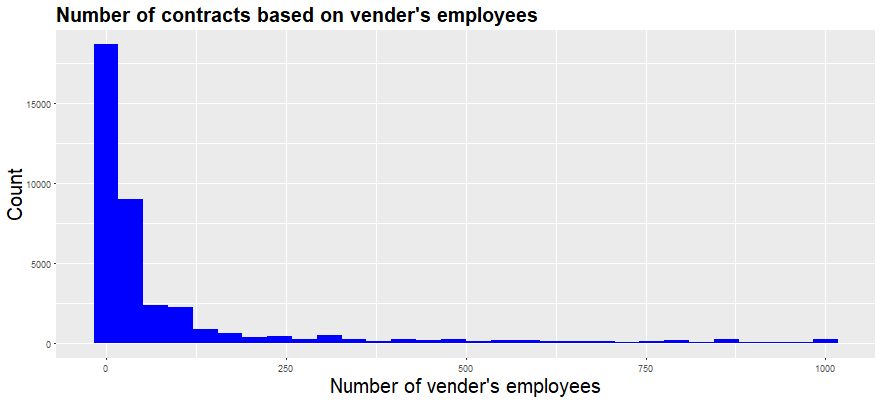 Number of contracts based on vender's employees
15000
10000
5000
0
Count
0 250 500 750 1000
Number of vender's employees